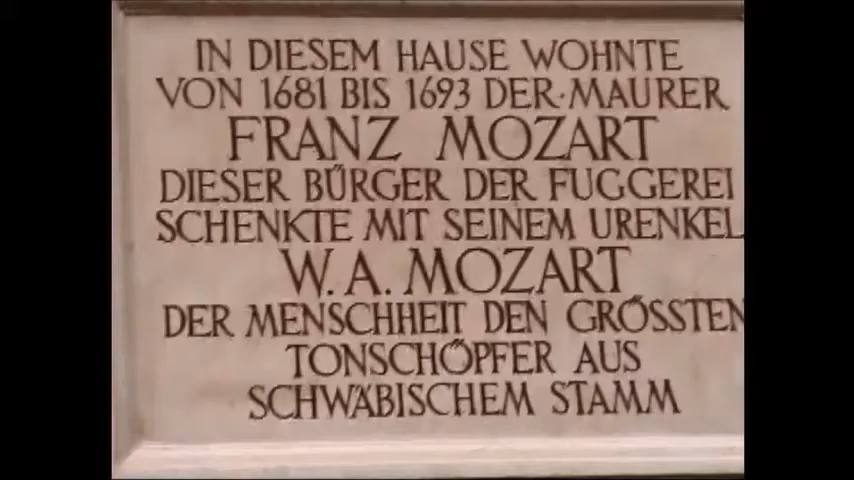 IN DIESEM HAUSE WOHNTE
VON 1681 BIS 1693 DER·MAURER
FRANZ MOZART
DIESER BÜRGER DER FUGGEREI
SCHENKTE MIT SEINEM URENKEL
W. A. MOZART
DER MENSCHHEIT DEN GRÖSSTEN
TONSCHÖPFER AUS
SCHWÄBISCHEM STAMM